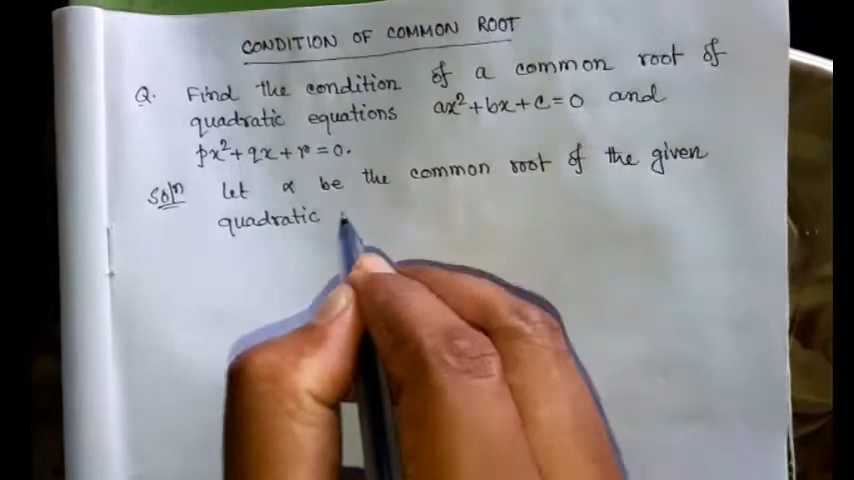 CONDITION OF COMMON ROOT
Q. Find the condition of a common root of
quadratic equations ax²+bx+c=0 and
px²+qx+r=0.
Solⁿ Let α be the common root of the given
quadratic